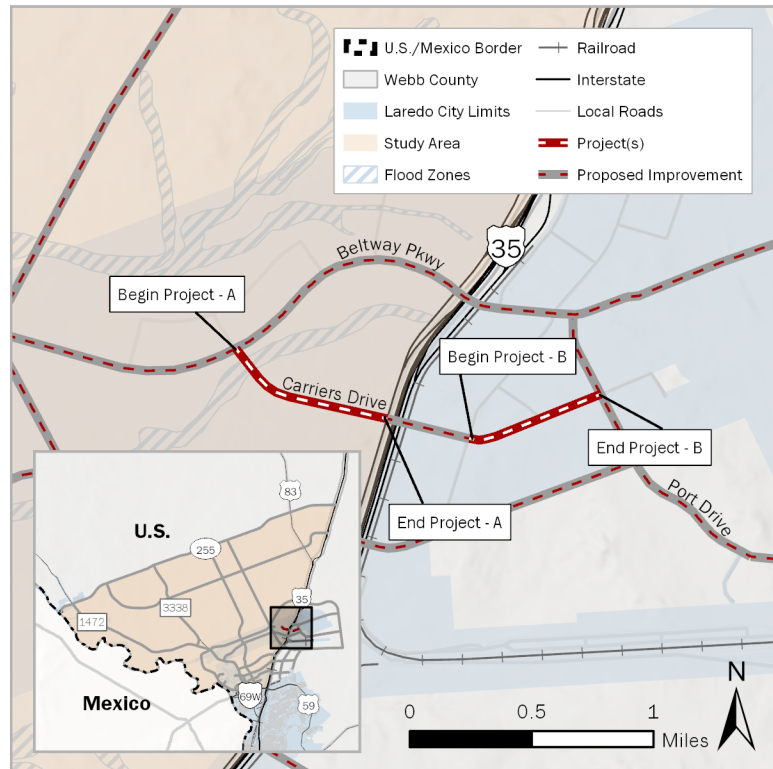 U.S./Mexico Border
Webb County
Laredo City Limits
Study Area
Flood Zones
Railroad
Interstate
Local Roads
Project(s)
Proposed Improvement
35
Beltway Pkwy
Begin Project - A
Begin Project - B
Carriers Drive
End Project - B
End Project - A
Port Drive
83
U.S.
255
35
1472
3338
Mexico
69W
59
N
0 0.5 1
Miles